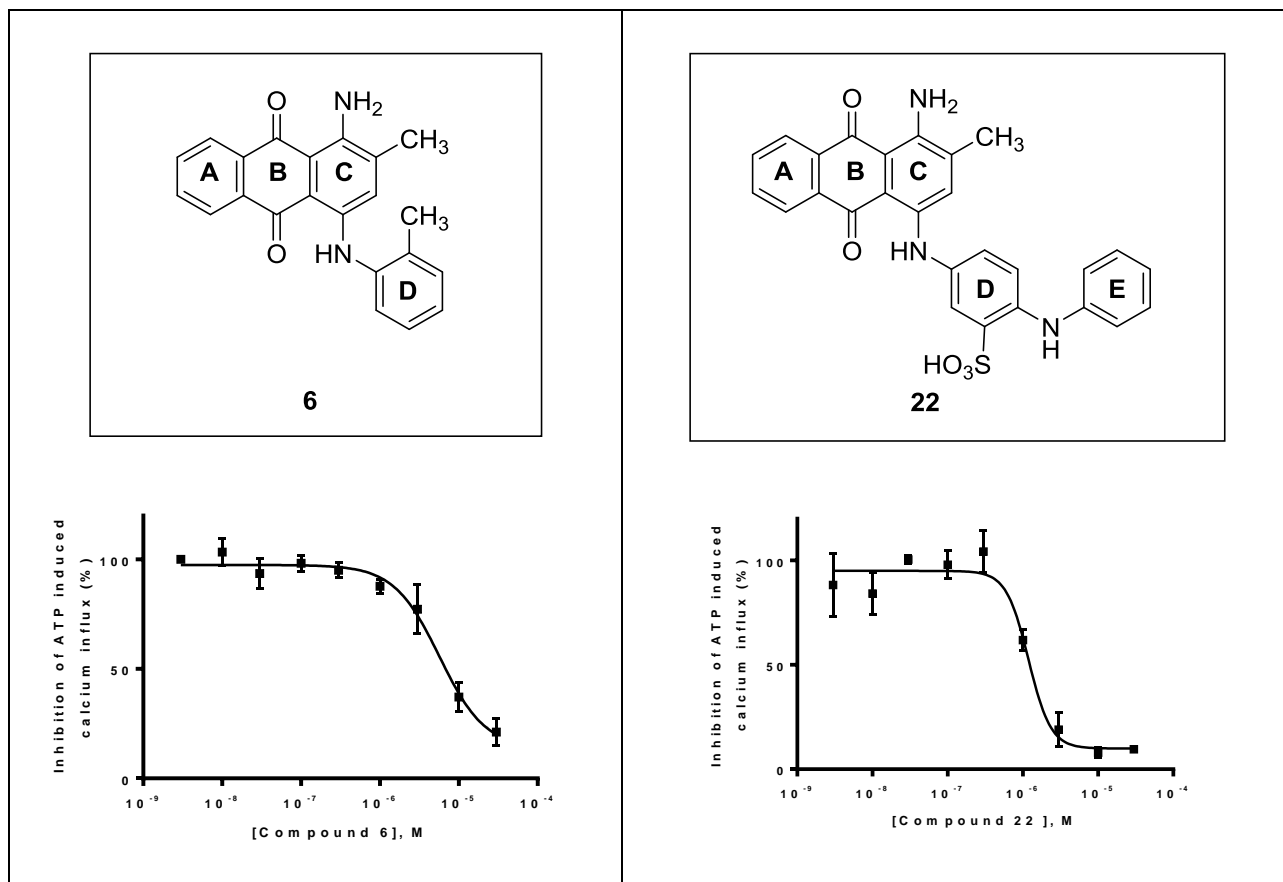 O
NH2
CH3
A
B
C
CH3
O
HN
D
6
Inhibition of ATP induced
calcium influx (%)
100
50
0
10-9
10-8
10-7
10-6
10-5
10-4
[Compound 6], M
O
NH2
CH3
A
B
C
O
HN
D
E
N
H
HO3S
22
Inhibition of ATP induced
calcium influx (%)
100
50
0
10-9
10-8
10-7
10-6
10-5
10-4
[Compound 22 ], M